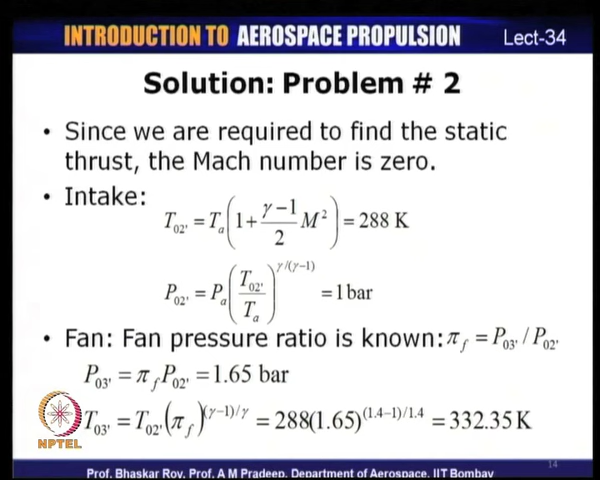 INTRODUCTION TO AEROSPACE PROPULSION Lect-34
Solution: Problem # 2
• Since we are required to find the static
thrust, the Mach number is zero.
• Intake:
T₀₂' = Tₐ(1 + (γ−1)/2 M²) = 288 K
P₀₂' = Pₐ(T₀₂'/Tₐ)^(γ/(γ−1)) = 1 bar
• Fan: Fan pressure ratio is known: π_f = P₀₃' / P₀₂'
P₀₃' = π_f P₀₂' = 1.65 bar
T₀₃' = T₀₂'(π_f)^((γ−1)/γ) = 288(1.65)^((1.4−1)/1.4) = 332.35 K
NPTEL
14
Prof. Bhaskar Roy, Prof. A M Pradeep, Department of Aerospace, IIT Bombay